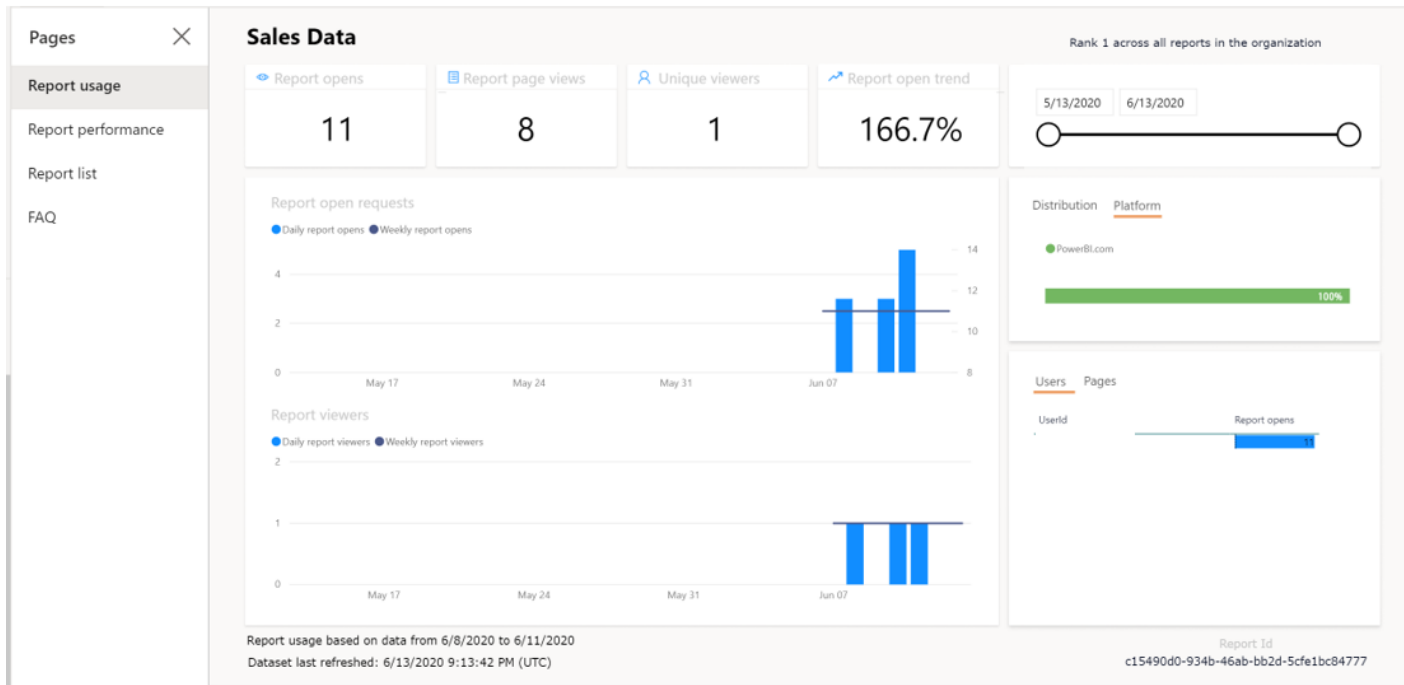 Pages
Report usage
Report performance
Report list
FAQ
Sales Data
Rank 1 across all reports in the organization
Report opens
11
Report page views
8
Unique viewers
1
Report open trend
166.7%
5/13/2020 6/13/2020
Report open requests
Daily report opens Weekly report opens
4
2
0
14
12
10
8
May 17 May 24 May 31 Jun 07
Report viewers
Daily report viewers Weekly report viewers
2
1
0
May 17 May 24 May 31 Jun 07
Distribution Platform
PowerBI.com
100%
Users Pages
UserId Report opens
11
Report usage based on data from 6/8/2020 to 6/11/2020
Dataset last refreshed: 6/13/2020 9:13:42 PM (UTC)
Report Id
c15490d0-934b-46ab-bb2d-5cfe1bc84777